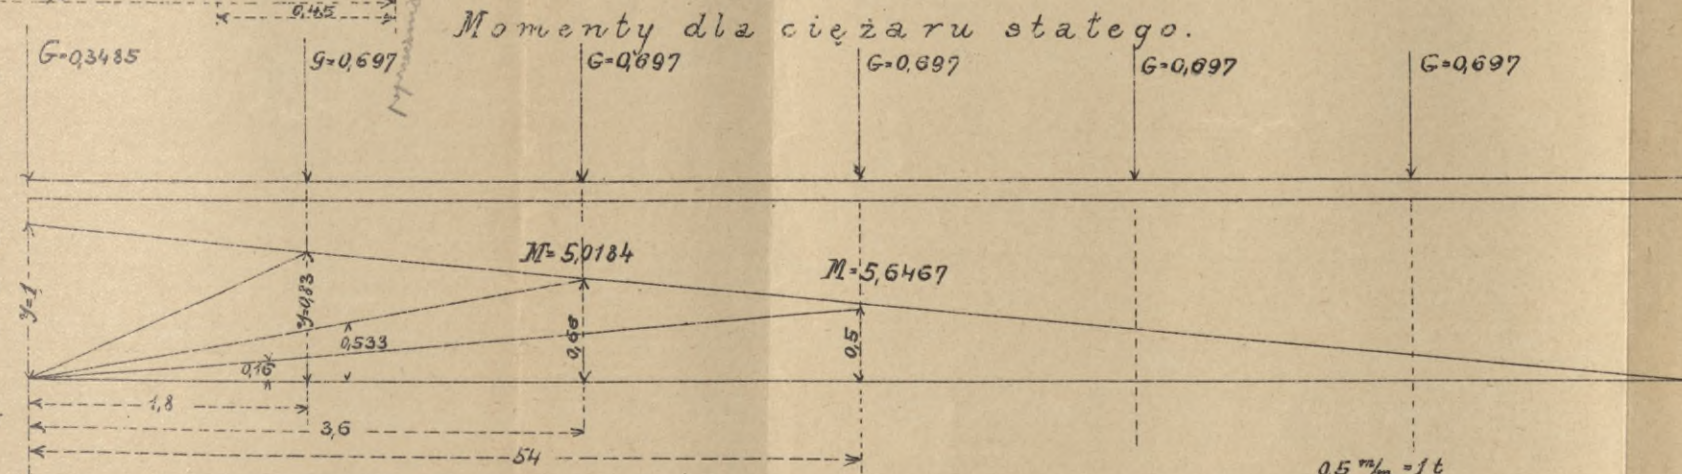 0,45
Momenty dla ciężaru stałego.
G=0,3485
g=0,697
G=0,697
G=0,697
G=0,697
G=0,697
M=5,0184
M=5,6467
y=1
y=0,83
0,66
0,5
0,533
0,16
1,8
3,6
54
0,5 m/m = 1 t